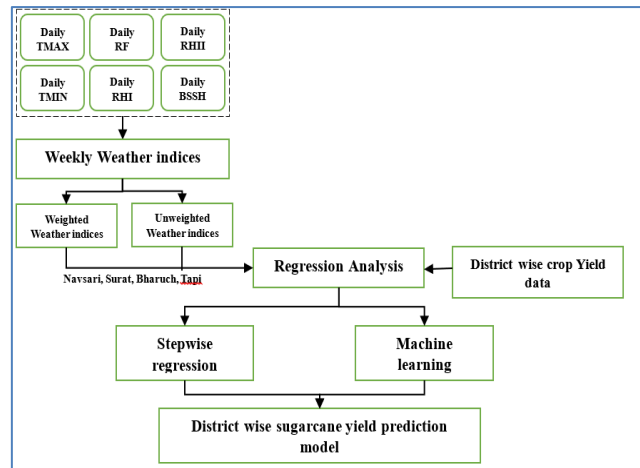 Daily
TMAX
Daily
RF
Daily
RHII
Daily
TMIN
Daily
RHI
Daily
BSSH
Weekly Weather indices
Weighted
Weather indices
Unweighted
Weather indices
Navsari, Surat, Bharuch, Tapi
Regression Analysis
District wise crop Yield
data
Stepwise
regression
Machine
learning
District wise sugarcane yield prediction
model